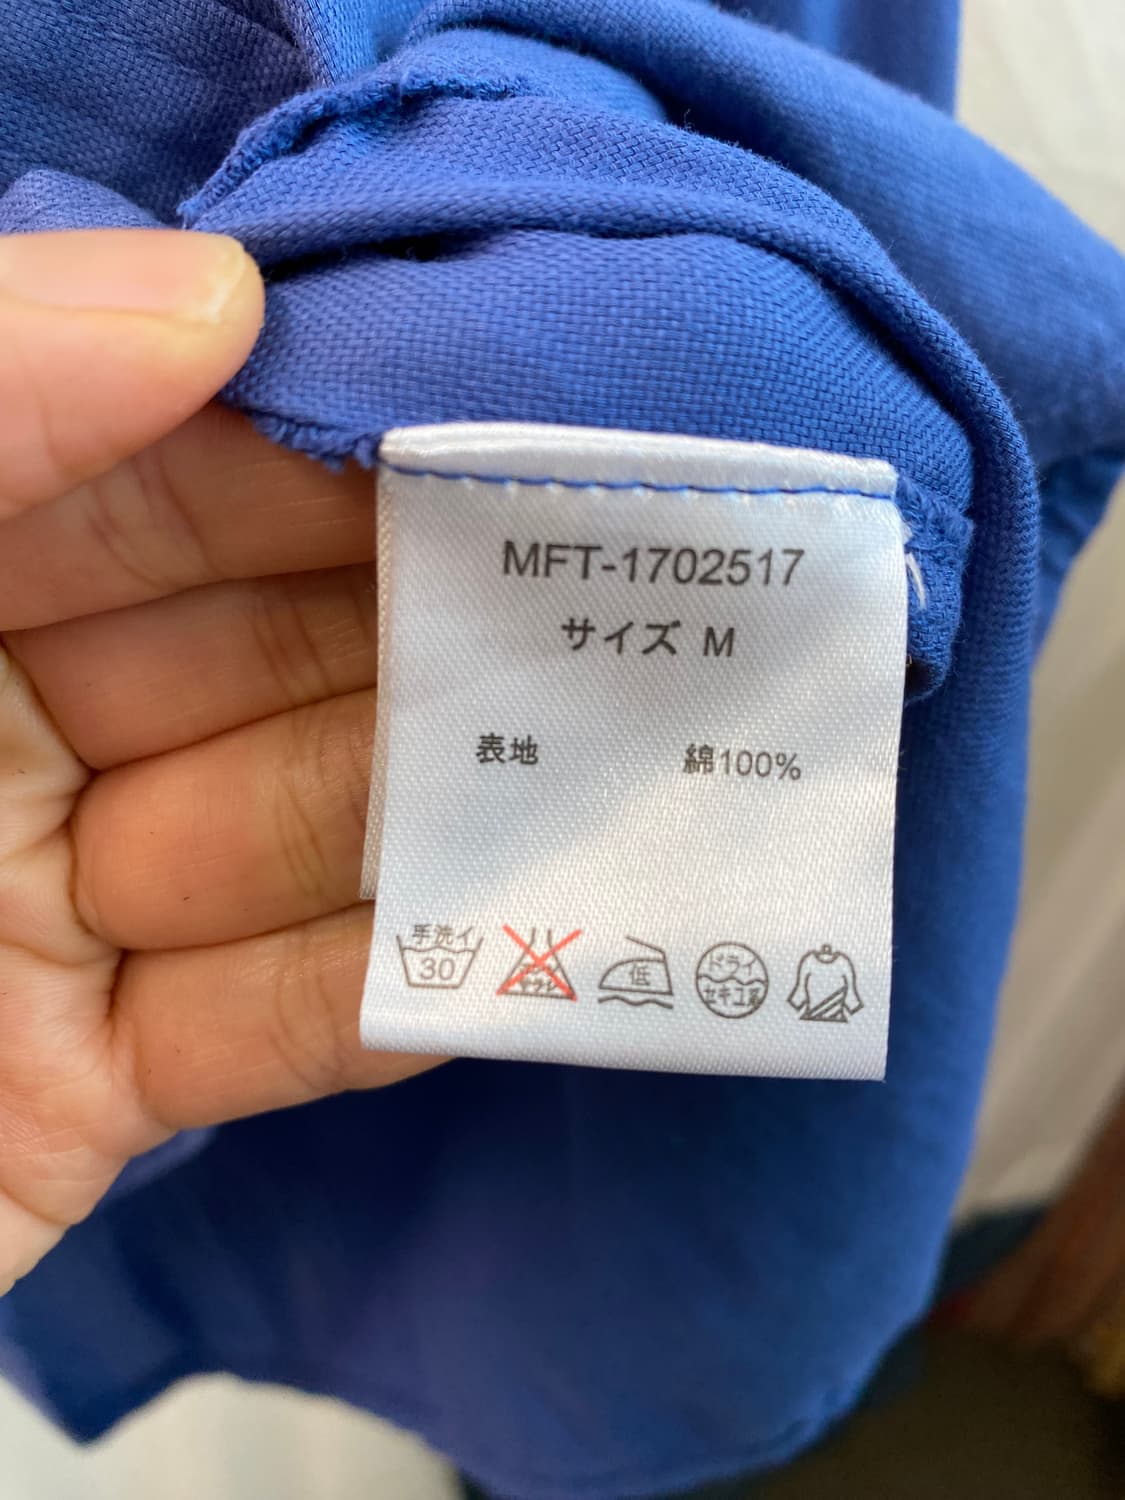 MFT-1702517
サイズ M
表地 綿100%
手洗イ
30
低
ドライ
セキユ系